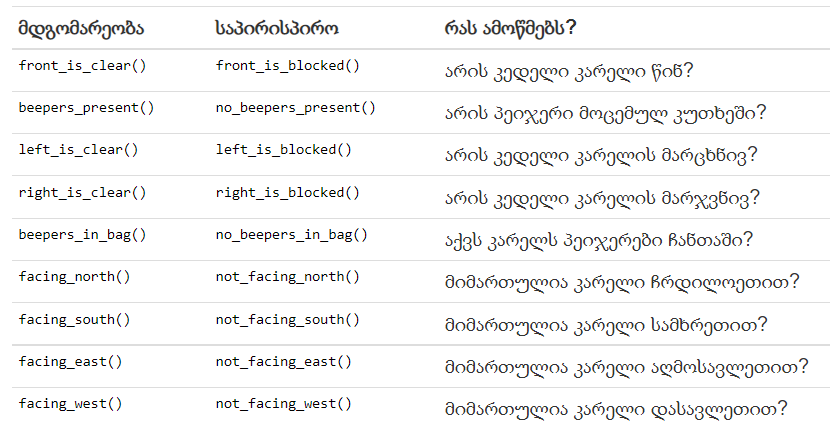 მდგომარეობა საპირისპირო რას ამოწმებს?
front_is_clear() front_is_blocked() არის კედელი კარელი წინ?
beepers_present() no_beepers_present() არის პეიჯერი მოცემულ კუთხეში?
left_is_clear() left_is_blocked() არის კედელი კარელის მარცხნივ?
right_is_clear() right_is_blocked() არის კედელი კარელის მარჯვნივ?
beepers_in_bag() no_beepers_in_bag() აქვს კარელს პეიჯერები ჩანთაში?
facing_north() not_facing_north() მიმართულია კარელი ჩრდილოეთით?
facing_south() not_facing_south() მიმართულია კარელი სამხრეთით?
facing_east() not_facing_east() მიმართულია კარელი აღმოსავლეთით?
facing_west() not_facing_west() მიმართულია კარელი დასავლეთით?